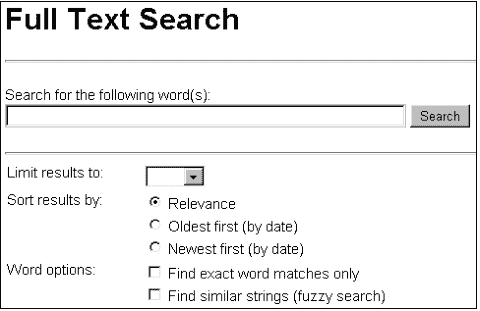 Full Text Search
Search for the following word(s):
Search
Limit results to:
Sort results by:
Relevance
Oldest first (by date)
Newest first (by date)
Word options:
Find exact word matches only
Find similar strings (fuzzy search)